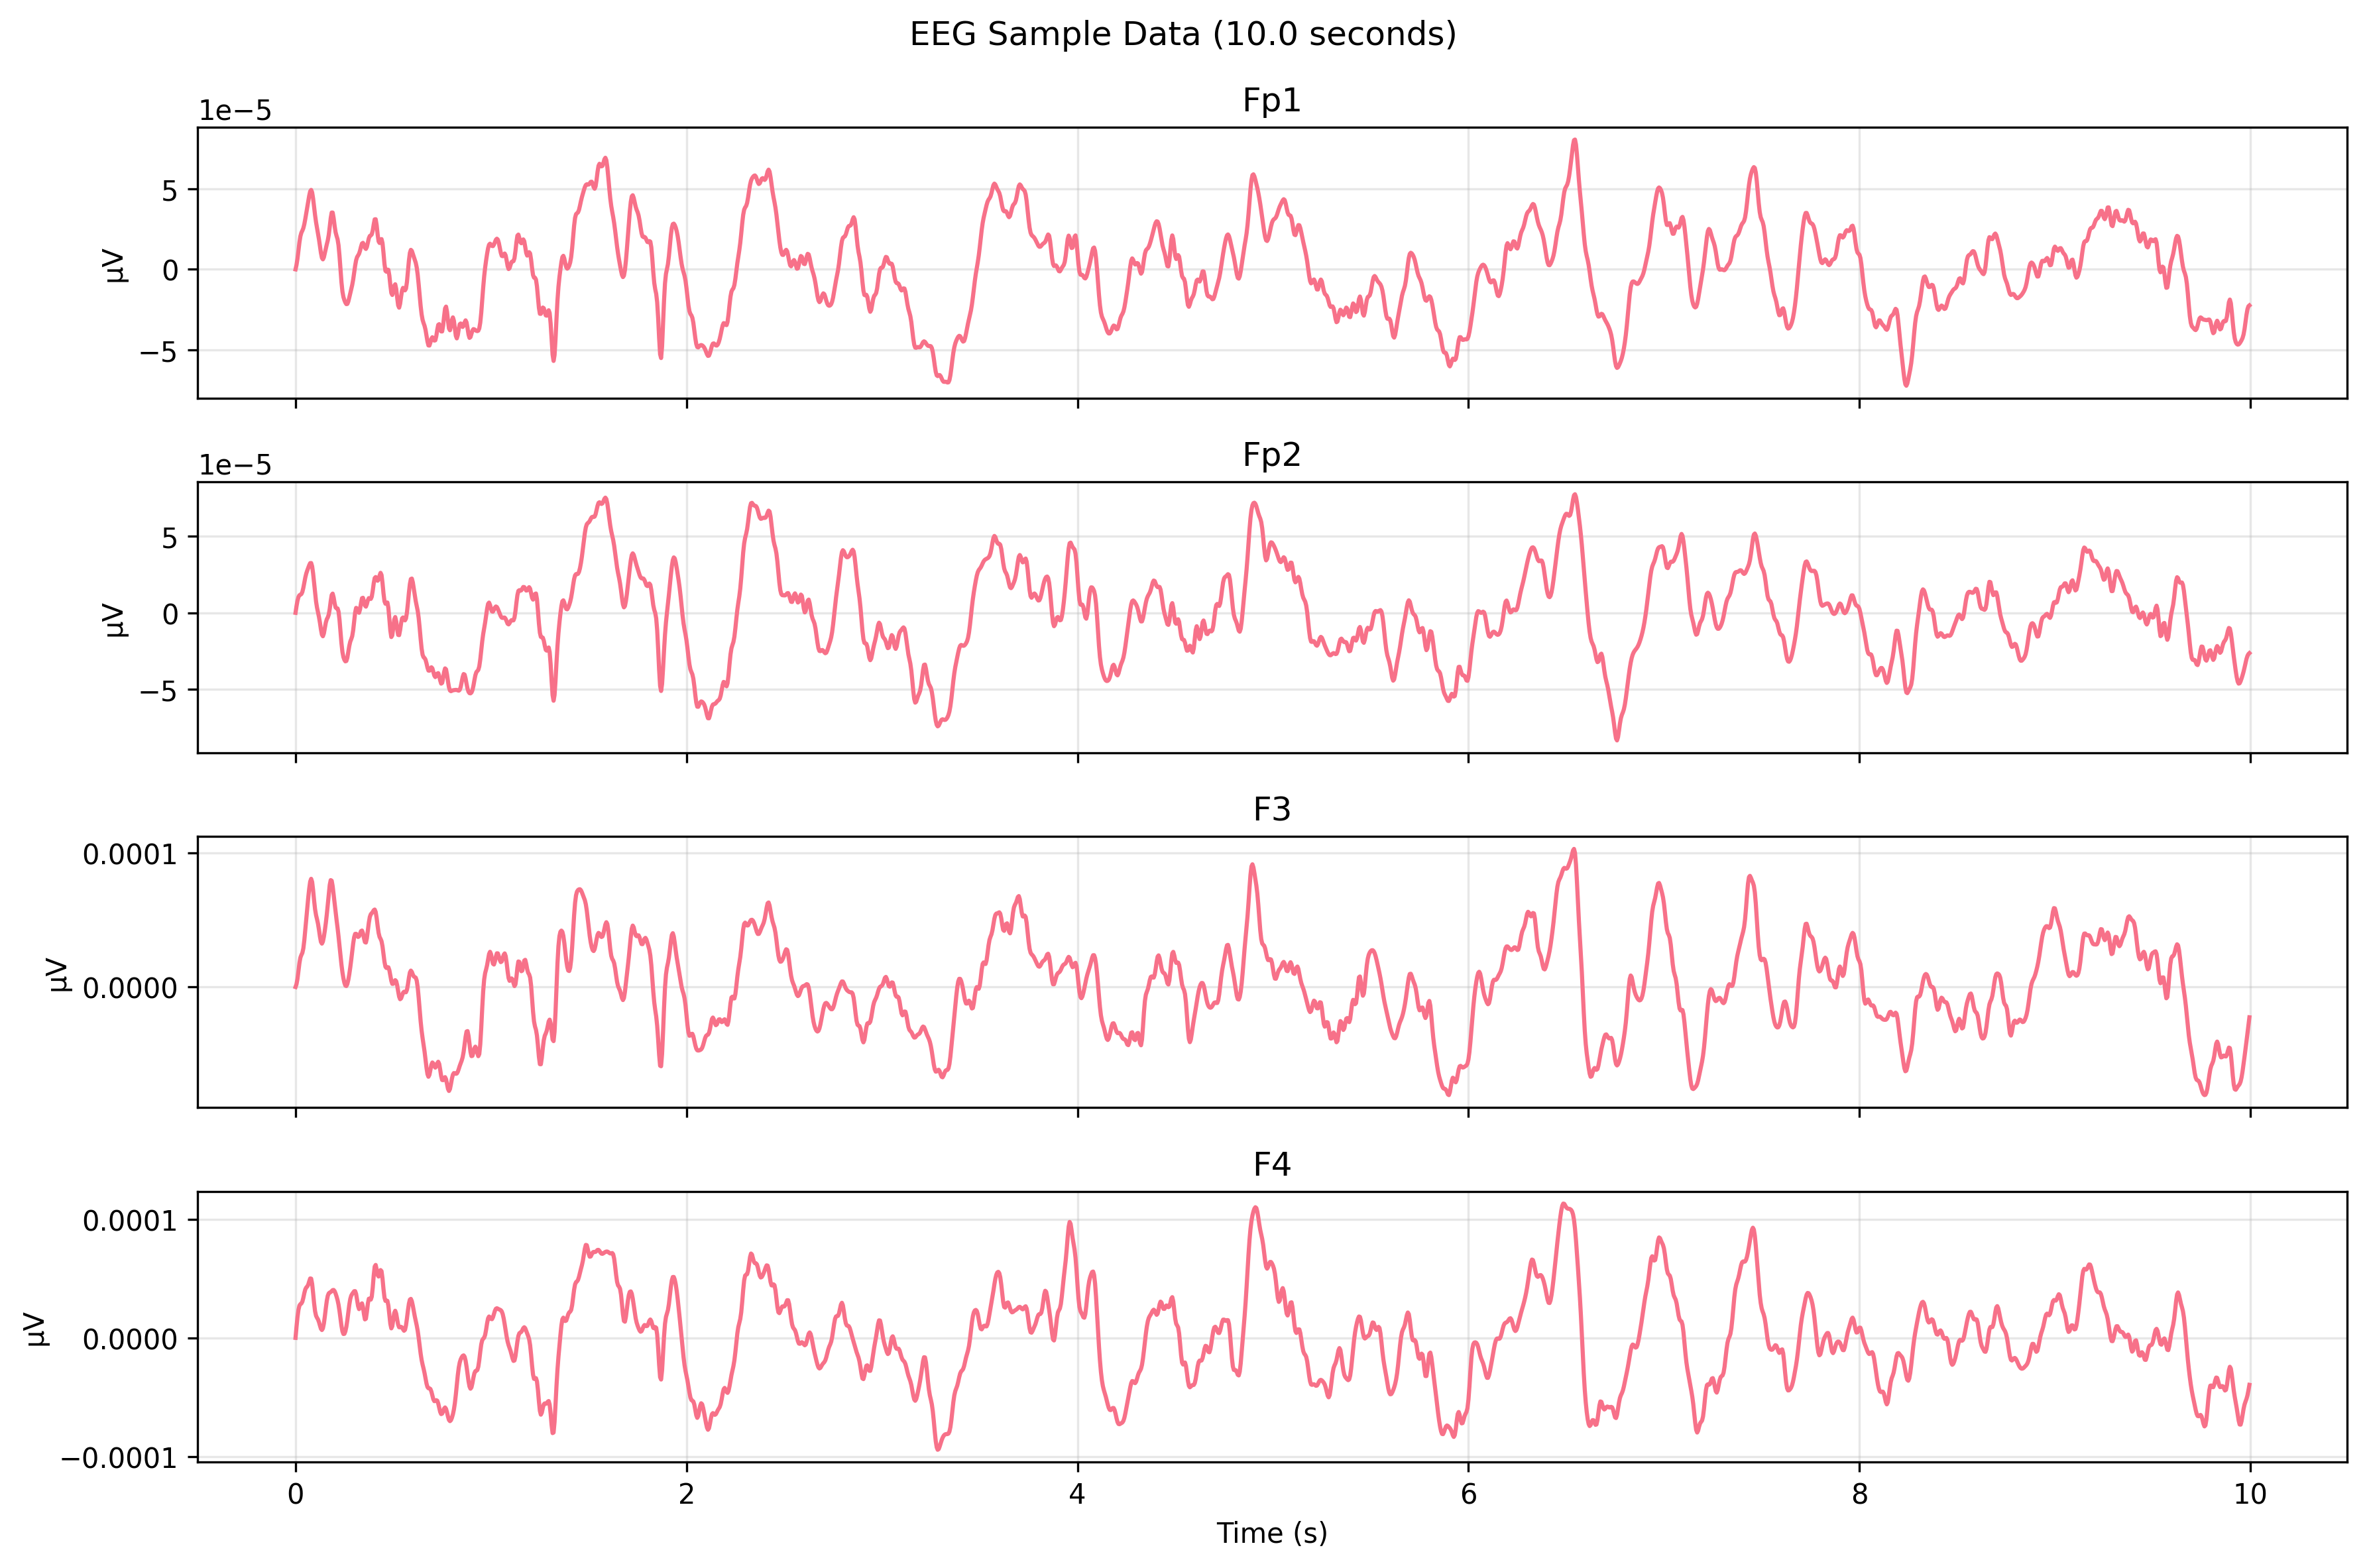 EEG Sample Data (10.0 seconds)
Fp1
1e−5
µV
5
0
−5
Fp2
1e−5
µV
5
0
−5
F3
µV
0.0001
0.0000
F4
µV
0.0001
0.0000
−0.0001
0 2 4 6 8 10
Time (s)